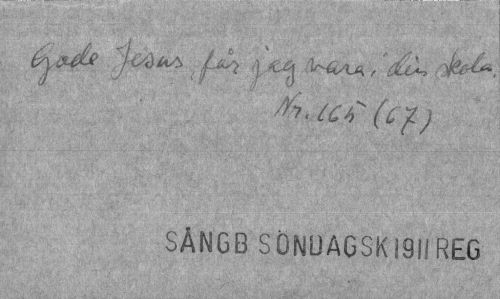 Gode Jesus, får jag vara i din skola.
Nr. 165 (67)
SÅNGB SÖNDAGSK 1911 REG